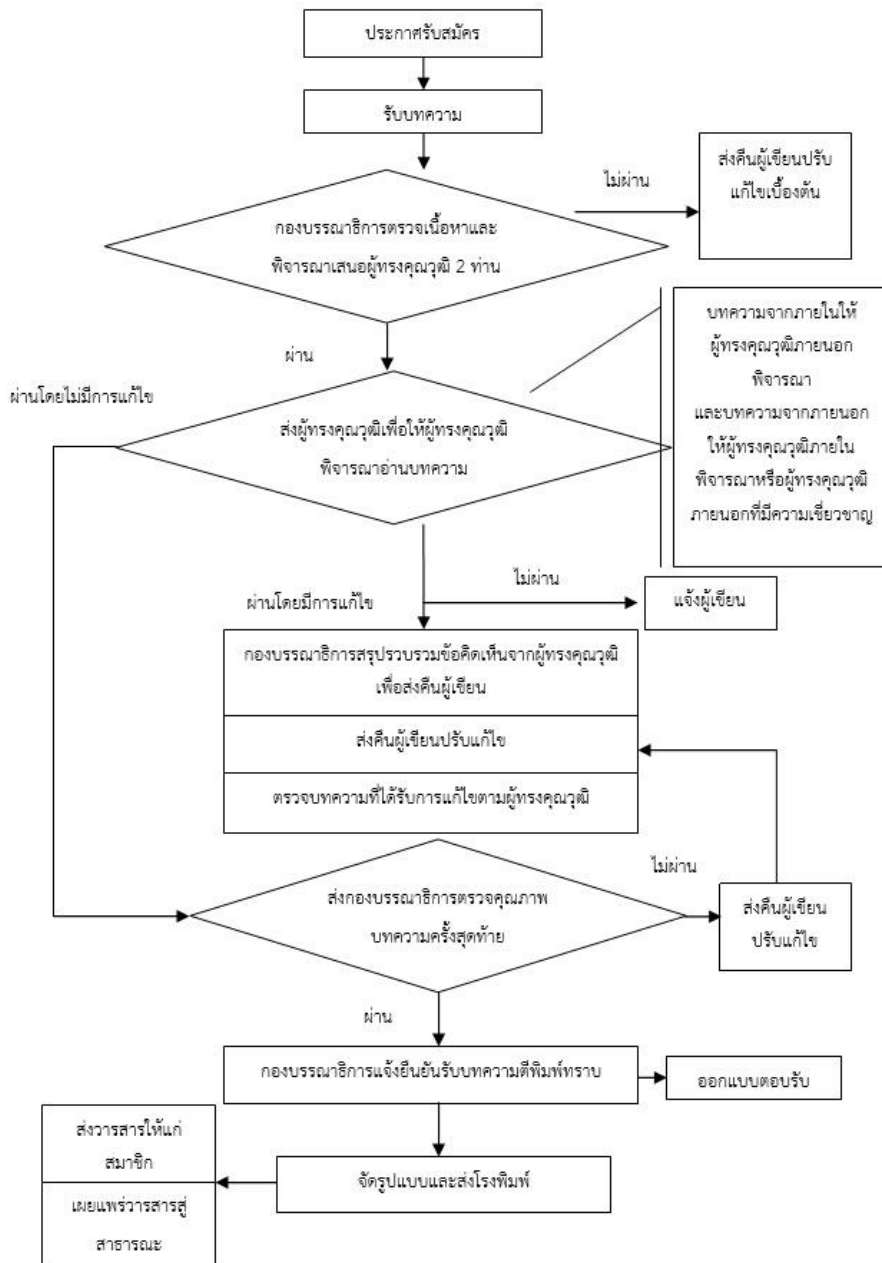 ประกาศรับสมัคร
รับบทความ
ส่งคืนผู้เขียนปรับ
แก้ไขเบื้องต้น
ไม่ผ่าน
กองบรรณาธิการตรวจเนื้อหาและ
พิจารณาเสนอผู้ทรงคุณวุฒิ 2 ท่าน
บทความจากภายในให้
ผู้ทรงคุณวุฒิภายนอก
พิจารณา
และบทความจากภายนอก
ให้ผู้ทรงคุณวุฒิภายใน
พิจารณาหรือผู้ทรงคุณวุฒิ
ภายนอกที่มีความเชี่ยวชาญ
ผ่าน
ผ่านโดยไม่มีการแก้ไข
ส่งผู้ทรงคุณวุฒิเพื่อให้ผู้ทรงคุณวุฒิ
พิจารณาอ่านบทความ
ไม่ผ่าน
แจ้งผู้เขียน
ผ่านโดยมีการแก้ไข
กองบรรณาธิการสรุปรวบรวมข้อคิดเห็นจากผู้ทรงคุณวุฒิ
เพื่อส่งคืนผู้เขียน
ส่งคืนผู้เขียนปรับแก้ไข
ตรวจบทความที่ได้รับการแก้ไขตามผู้ทรงคุณวุฒิ
ไม่ผ่าน
ส่งกองบรรณาธิการตรวจคุณภาพ
บทความครั้งสุดท้าย
ส่งคืนผู้เขียน
ปรับแก้ไข
ผ่าน
กองบรรณาธิการแจ้งยืนยันรับบทความตีพิมพ์ทราบ
ออกแบบตอบรับ
ส่งวารสารให้แก่
สมาชิก
จัดรูปแบบและส่งโรงพิมพ์
เผยแพร่วารสารสู่
สาธารณะ